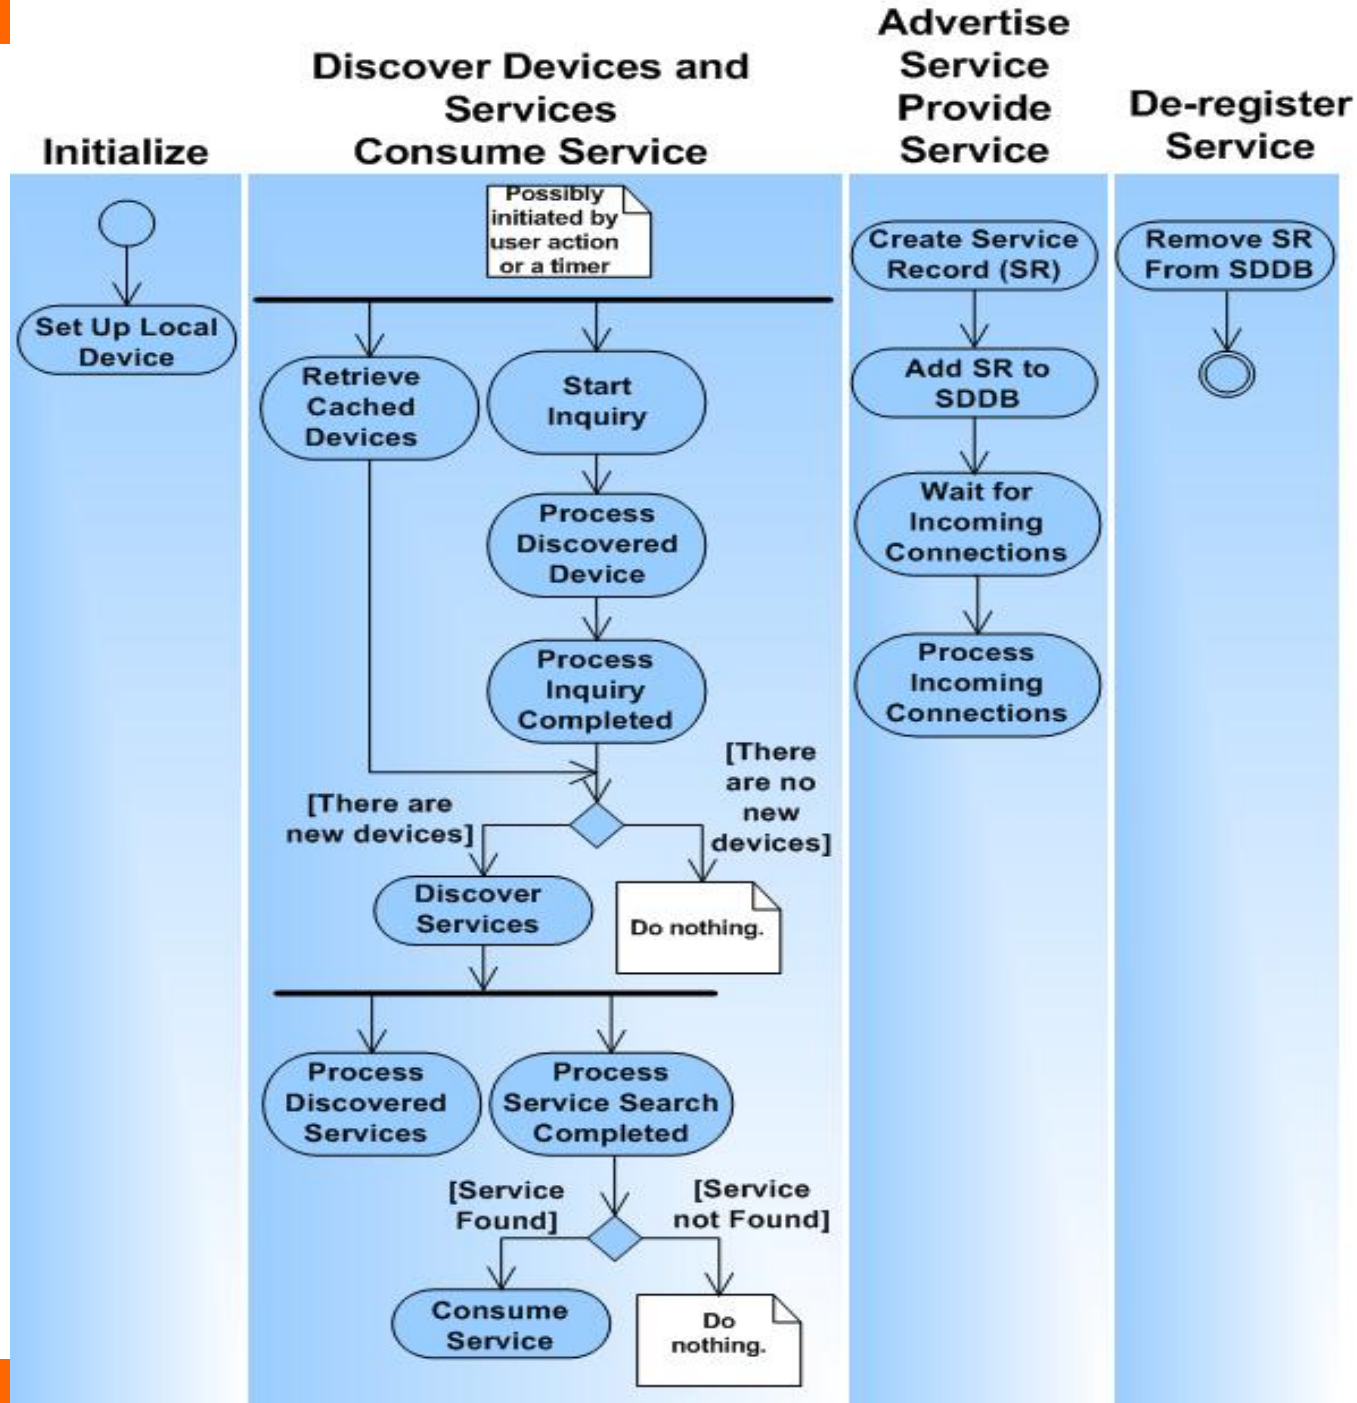 Initialize
Discover Devices and
Services
Consume Service
Advertise
Service
Provide
Service
De-register
Service
Set Up Local
Device
Possibly
initiated by
user action
or a timer
Retrieve
Cached
Devices
Start
Inquiry
Process
Discovered
Device
Process
Inquiry
Completed
[There are
new devices]
[There
are no
new
devices]
Discover
Services
Do nothing.
Process
Discovered
Services
Process
Service Search
Completed
[Service
Found]
[Service
not Found]
Consume
Service
Do
nothing.
Create Service
Record (SR)
Add SR to
SDDB
Wait for
Incoming
Connections
Process
Incoming
Connections
Remove SR
From SDDB